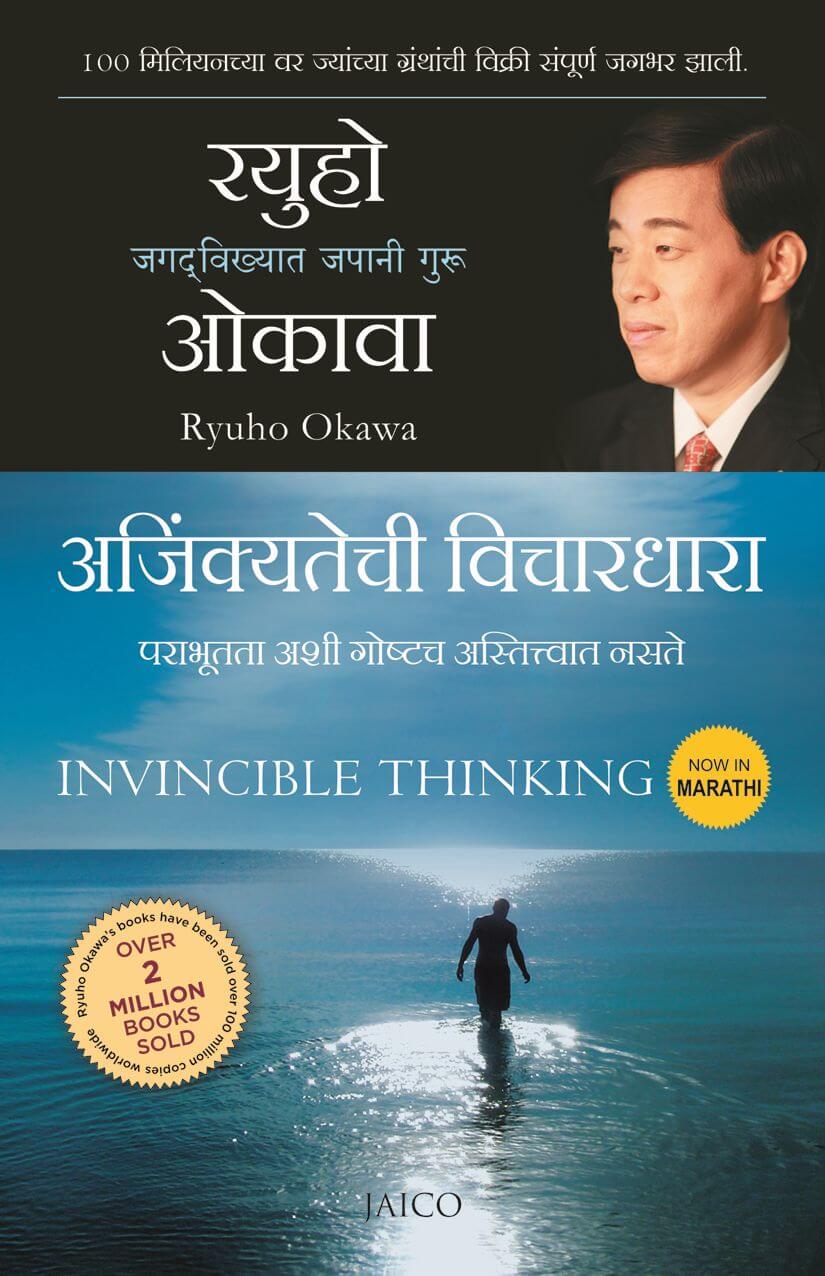 100 मिलियनच्या वर ज्यांच्या ग्रंथांची विक्री संपूर्ण जगभर झाली.
रयुहो
जगद्विख्यात जपानी गुरू
ओकावा
Ryuho Okawa
अजिंक्यतेची विचारधारा
पराभूतता अशी गोष्टच अस्तित्त्वात नसते
INVINCIBLE THINKING
NOW IN
MARATHI
Ryuho Okawa's books have been sold over 100 million copies worldwide
OVER
2
MILLION
BOOKS
SOLD
JAICO